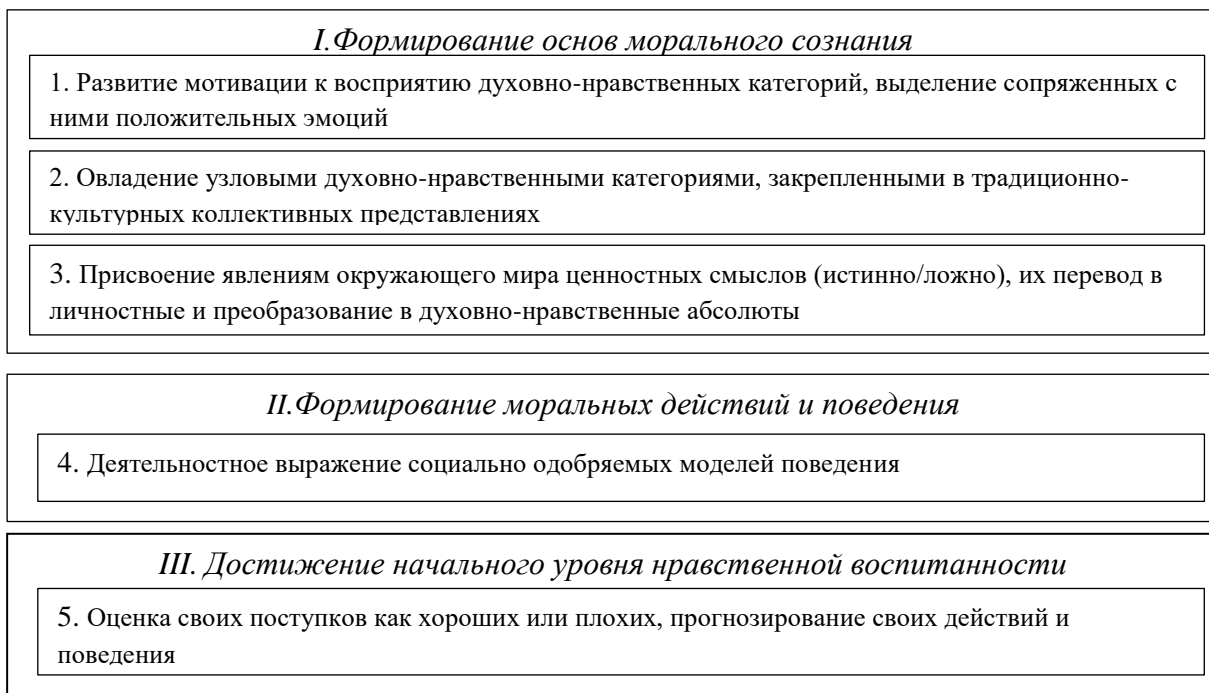 I.Формирование основ морального сознания
1. Развитие мотивации к восприятию духовно-нравственных категорий, выделение сопряженных с
ними положительных эмоций
2. Овладение узловыми духовно-нравственными категориями, закрепленными в традиционно-
культурных коллективных представлениях
3. Присвоение явлениям окружающего мира ценностных смыслов (истинно/ложно), их перевод в
личностные и преобразование в духовно-нравственные абсолюты
II.Формирование моральных действий и поведения
4. Деятельностное выражение социально одобряемых моделей поведения
III. Достижение начального уровня нравственной воспитанности
5. Оценка своих поступков как хороших или плохих, прогнозирование своих действий и
поведения